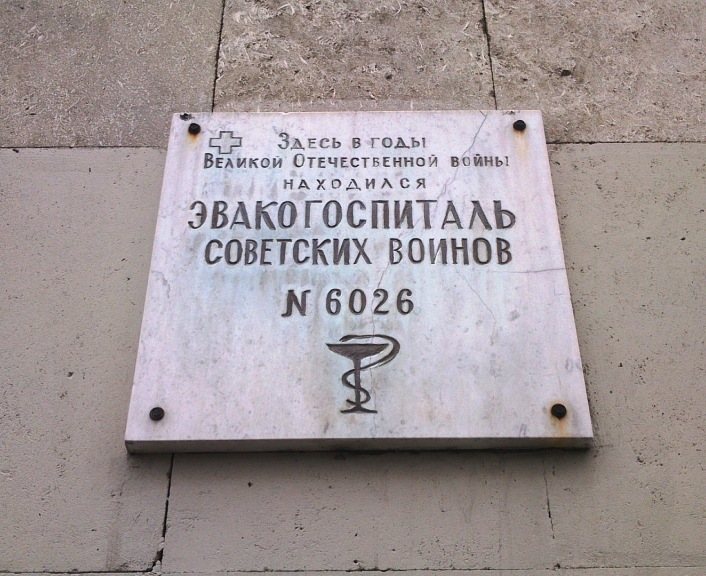 Здесь в годы
Великой Отечественной войны
находился
эвакогоспиталь
советских воинов
N 6026